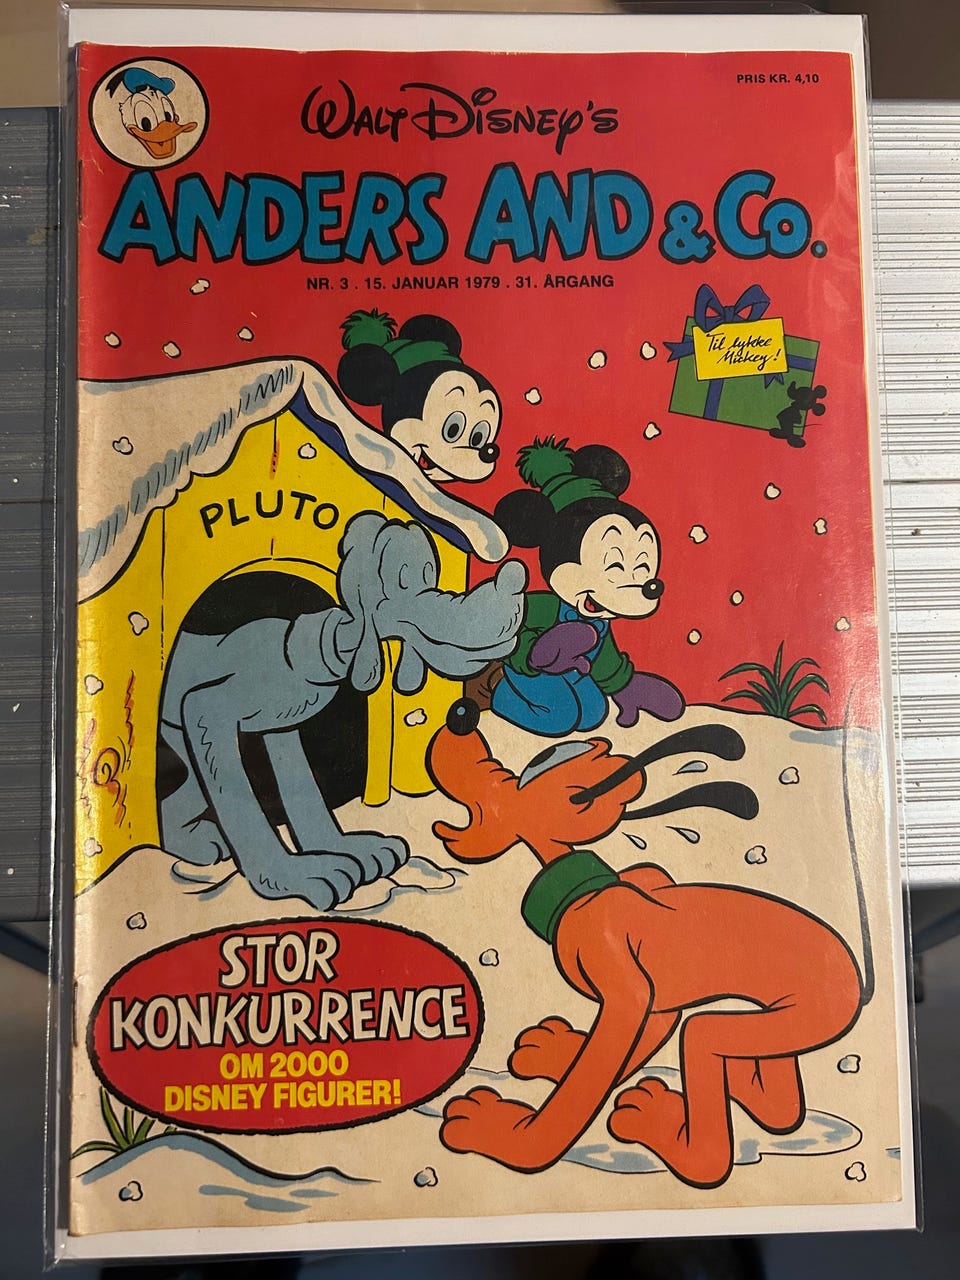 PRIS KR. 4,10
WALT DISNEY'S
ANDERS AND & Co.
NR. 3 . 15. JANUAR 1979 . 31. ÅRGANG
Til lykke
Mickey!
PLUTO
STOR
KONKURRENCE
OM 2000
DISNEY FIGURER!